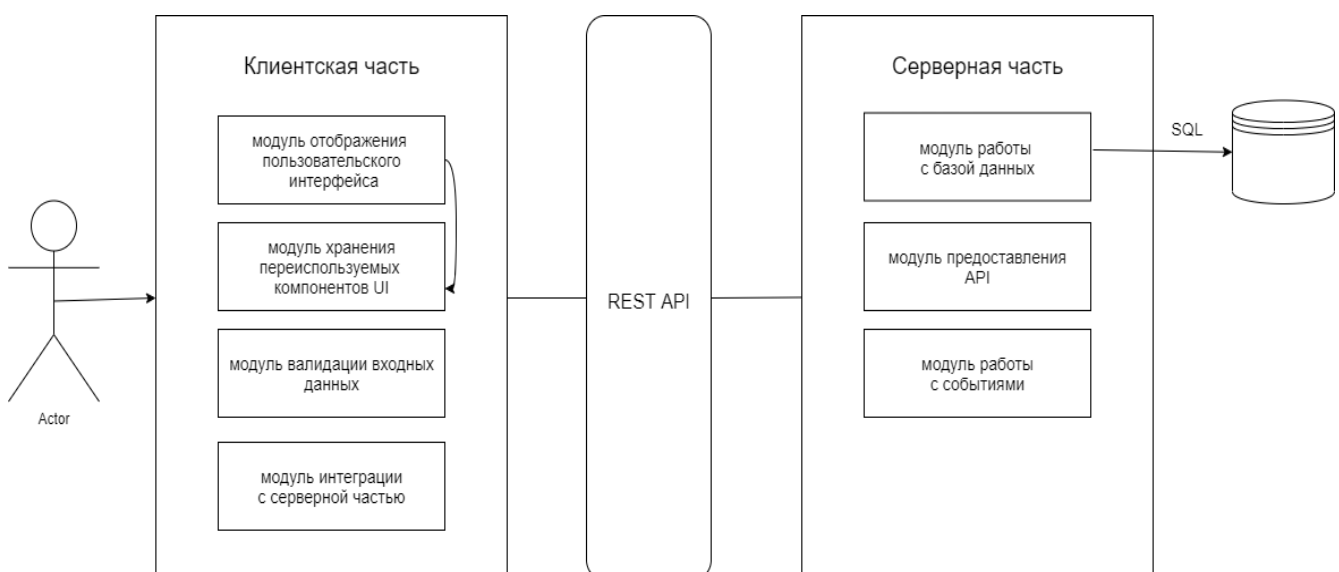 Клиентская часть
модуль отображения
пользовательского
интерфейса
модуль хранения
переиспользуемых
компонентов UI
модуль валидации входных
данных
модуль интеграции
с серверной частью
Actor
REST API
Серверная часть
модуль работы
с базой данных
модуль предоставления
API
модуль работы
с событиями
SQL